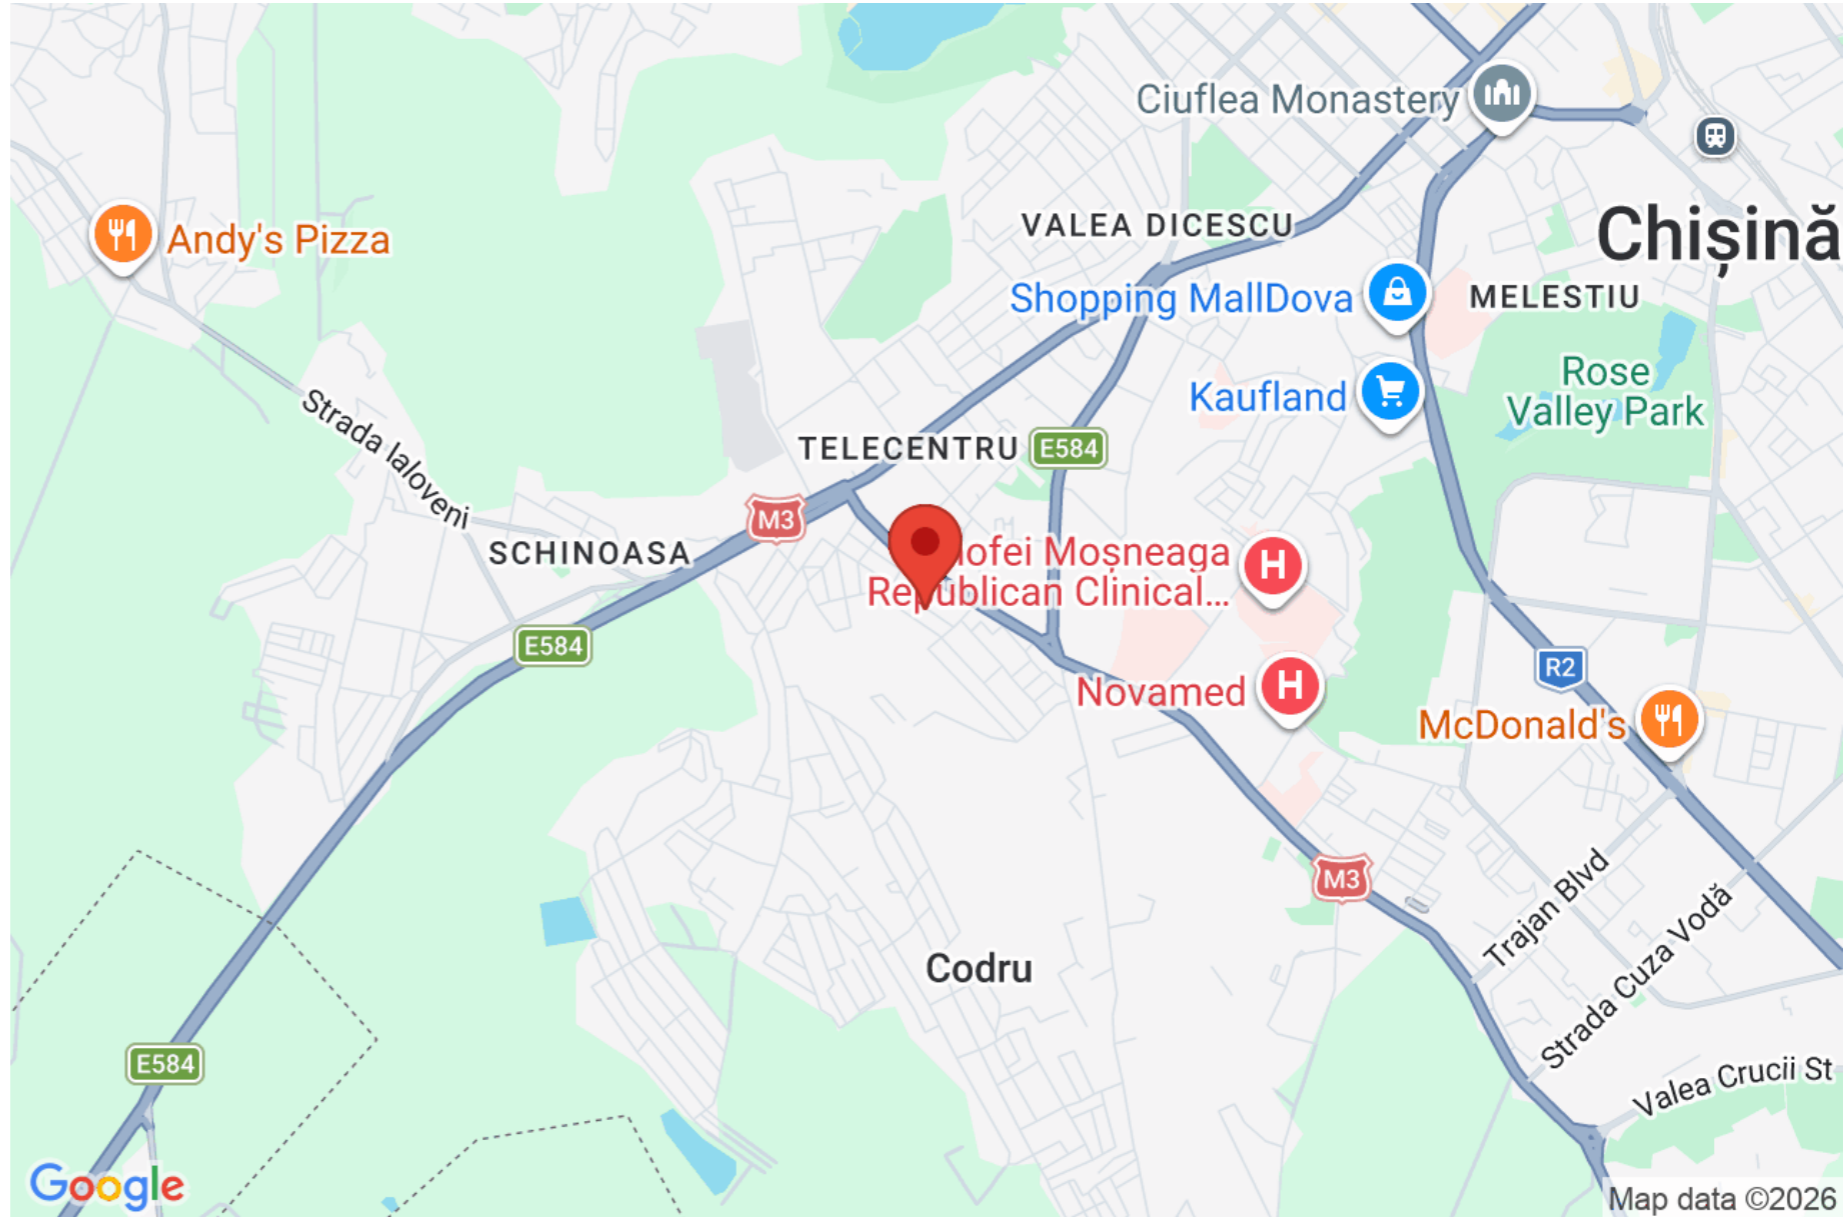 Ciuflea Monastery
Andy's Pizza
VALEA DICESCU
Chișină
Shopping MallDova
MELESTIU
Kaufland
Rose
Valley Park
Strada Ialoveni
TELECENTRU
E584
M3
SCHINOASA
Moșneaga
Republican Clinical...
H
E584
R2
Novamed
H
McDonald's
M3
Trajan Blvd
Strada Cuza Vodă
Codru
E584
Valea Crucii St
Google
Map data ©2026